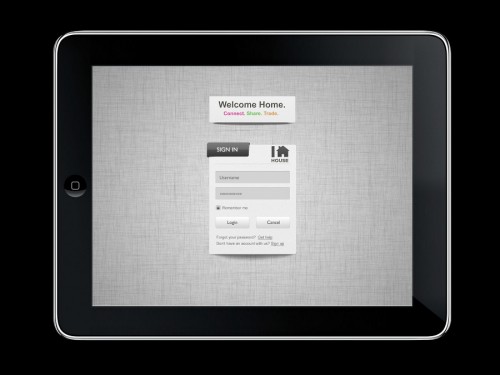 Welcome Home.
Connect. Share. Trade.
SIGN IN
HOUSE
Username
Remember me
Login Cancel
Forgot your password? Get help
Don't have an account with us? Sign up